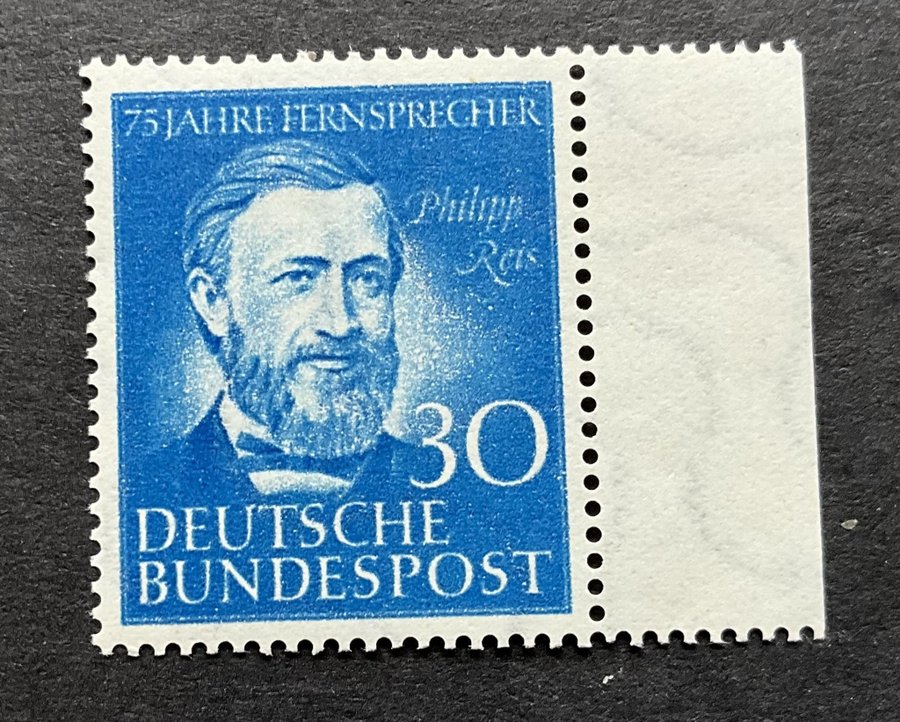 75 JAHRE FERNSPRECHER
Philipp
Reis
30
DEUTSCHE
BUNDESPOST